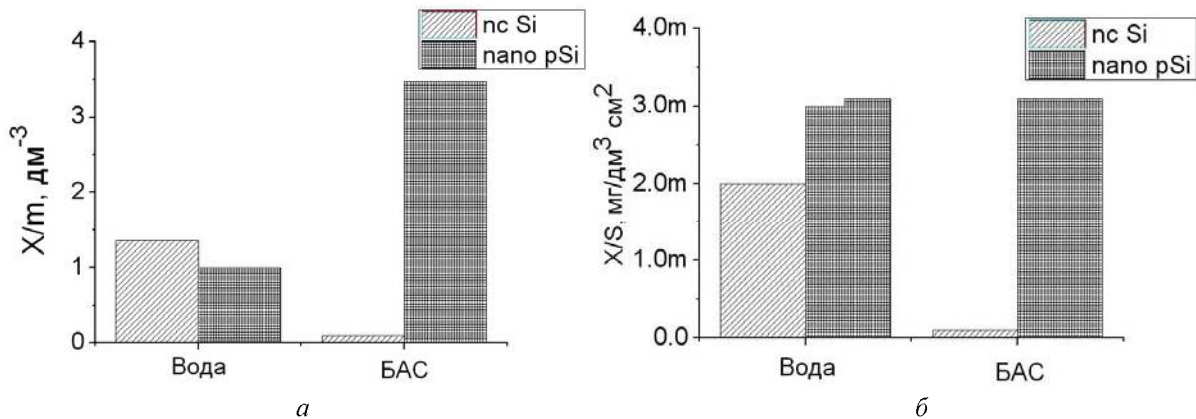 nc Si
nano pSi
X/m, дм⁻³
4
3
2
1
0
Вода
БАС
а
nc Si
nano pSi
X/S, мг/дм³ см²
4.0m
3.0m
2.0m
1.0m
0.0
Вода
БАС
б